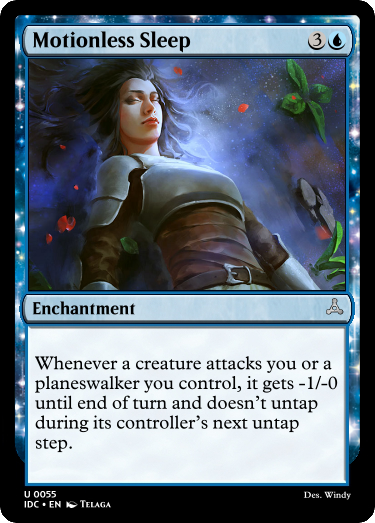 Motionless Sleep 3
Enchantment
Whenever a creature attacks you or a
planeswalker you control, it gets -1/-0
until end of turn and doesn't untap
during its controller's next untap
step.
U 0055
IDC • EN Telaga
Des. Windy